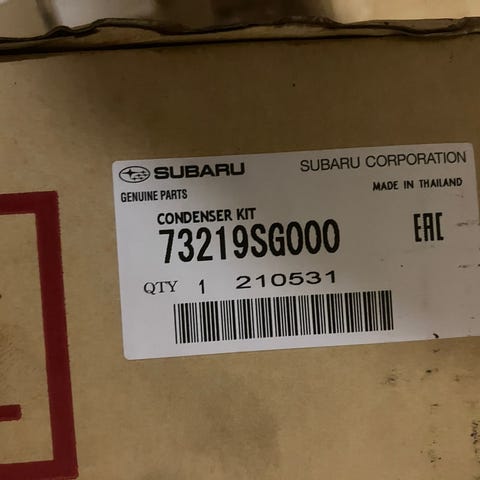 SUBARU SUBARU CORPORATION
GENUINE PARTS MADE IN THAILAND
CONDENSER KIT
73219SG000 EAC
QTY 1 210531